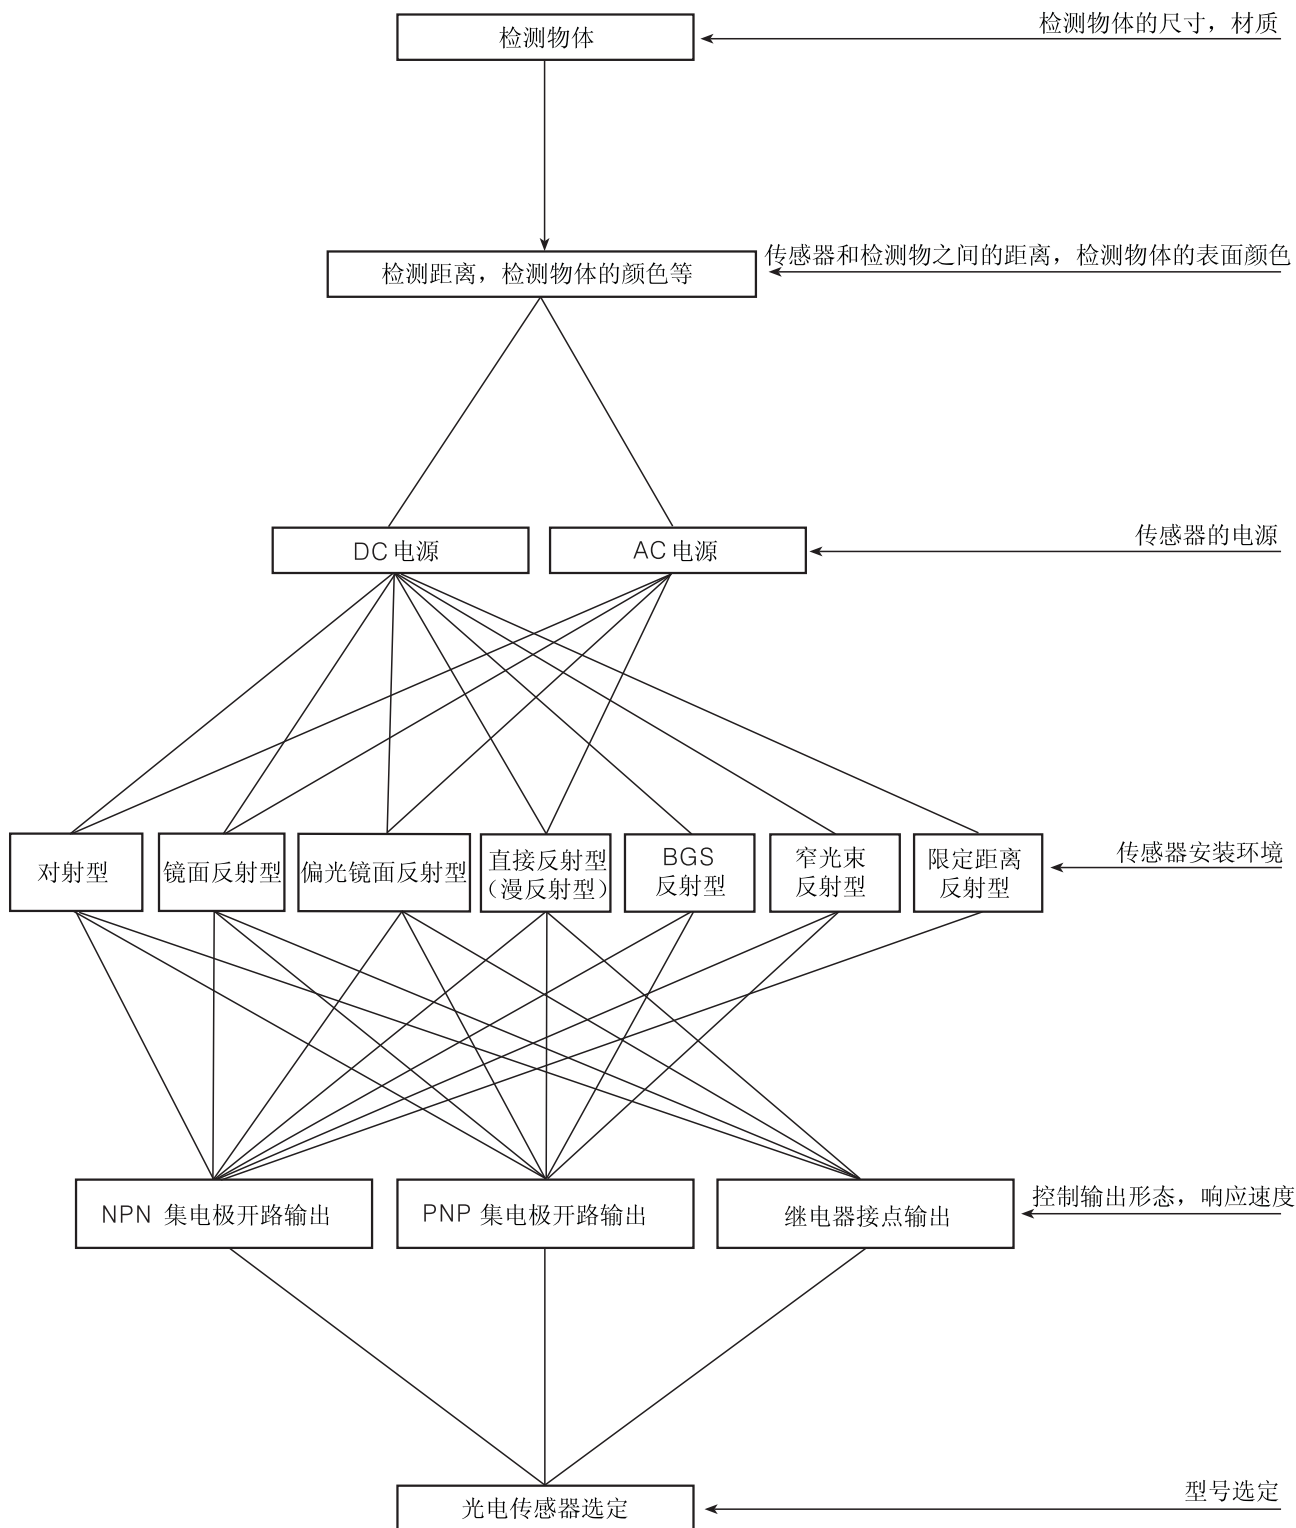 检测物体
检测物体的尺寸，材质
检测距离，检测物体的颜色等
传感器和检测物之间的距离，检测物体的表面颜色
DC 电源
AC 电源
传感器的电源
对射型
镜面反射型
偏光镜面反射型
直接反射型
（漫反射型）
BGS
反射型
窄光束
反射型
限定距离
反射型
传感器安装环境
NPN 集电极开路输出
PNP 集电极开路输出
继电器接点输出
控制输出形态，响应速度
光电传感器选定
型号选定